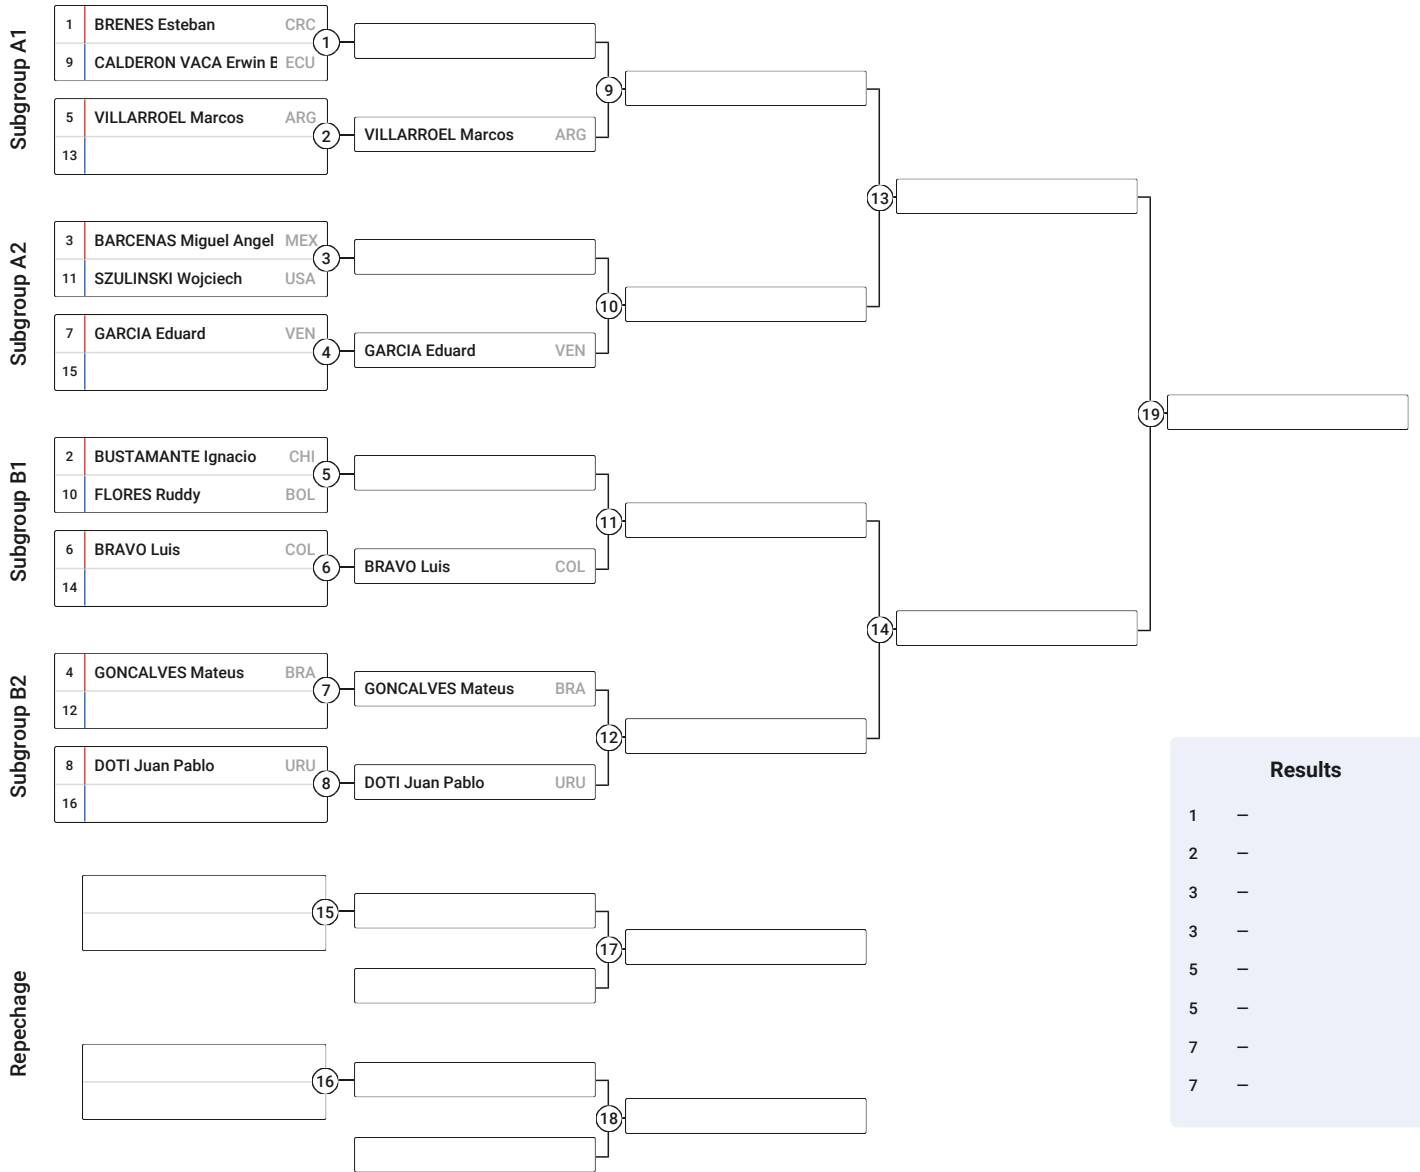 Subgroup A1
1 BRENES Esteban CRC
9 CALDERON VACA Erwin B ECU
1
5 VILLARROEL Marcos ARG
13
2
VILLARROEL Marcos ARG
9
Subgroup A2
3 BARCENAS Miguel Angel MEX
11 SZULINSKI Wojciech USA
3
7 GARCIA Eduard VEN
15
4
GARCIA Eduard VEN
10
13
Subgroup B1
2 BUSTAMANTE Ignacio CHI
10 FLORES Ruddy BOL
5
6 BRAVO Luis COL
14
6
BRAVO Luis COL
11
Subgroup B2
4 GONCALVES Mateus BRA
12
7
GONCALVES Mateus BRA
8 DOTI Juan Pablo URU
16
8
DOTI Juan Pablo URU
12
14
19
Repechage
15
17
16
18
Results
1 –
2 –
3 –
3 –
5 –
5 –
7 –
7 –